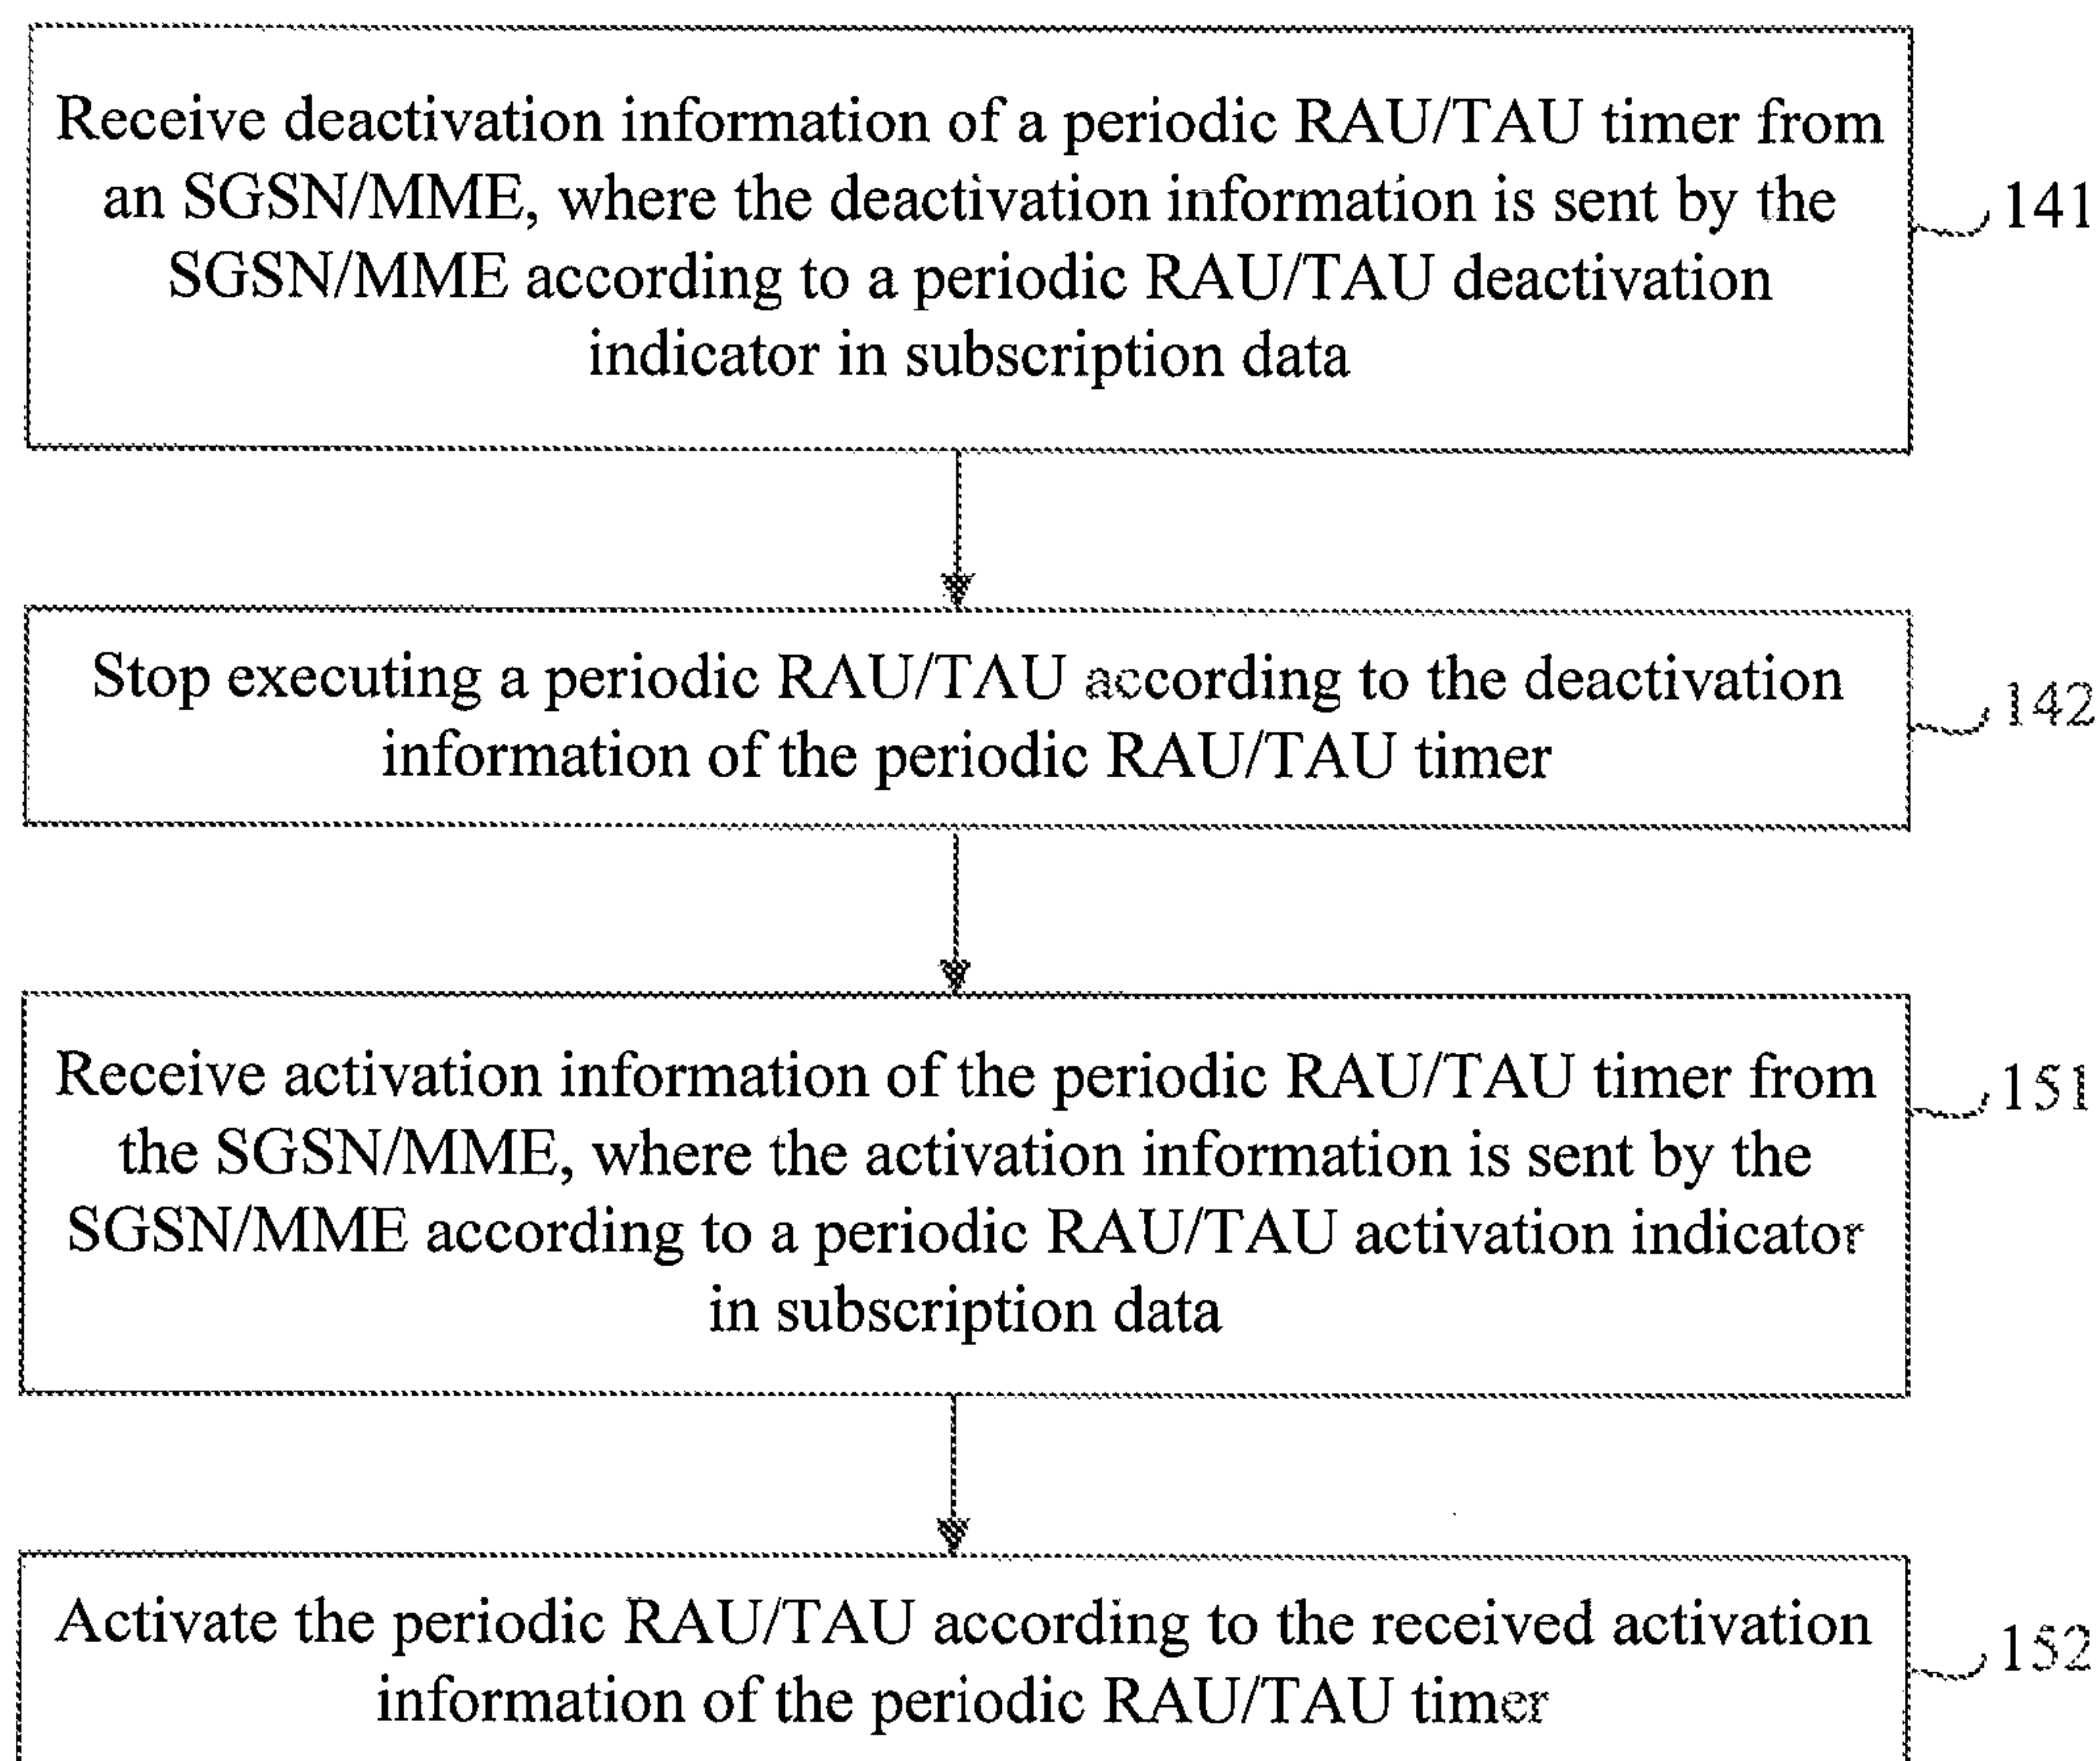 Receive deactivation information of a periodic RAU/TAU timer from
an SGSN/MME, where the deactivation information is sent by the
SGSN/MME according to a periodic RAU/TAU deactivation
indicator in subscription data
141
Stop executing a periodic RAU/TAU according to the deactivation
information of the periodic RAU/TAU timer
142
Receive activation information of the periodic RAU/TAU timer from
the SGSN/MME, where the activation information is sent by the
SGSN/MME according to a periodic RAU/TAU activation indicator
in subscription data
151
Activate the periodic RAU/TAU according to the received activation
information of the periodic RAU/TAU timer
152